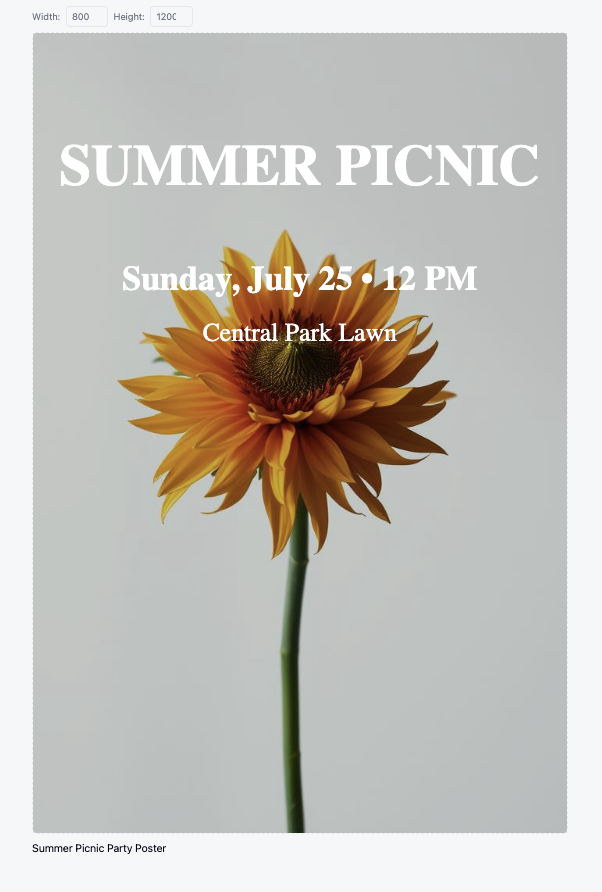 Width: 800 Height: 1200
SUMMER PICNIC
Sunday, July 25 • 12 PM
Central Park Lawn
Summer Picnic Party Poster